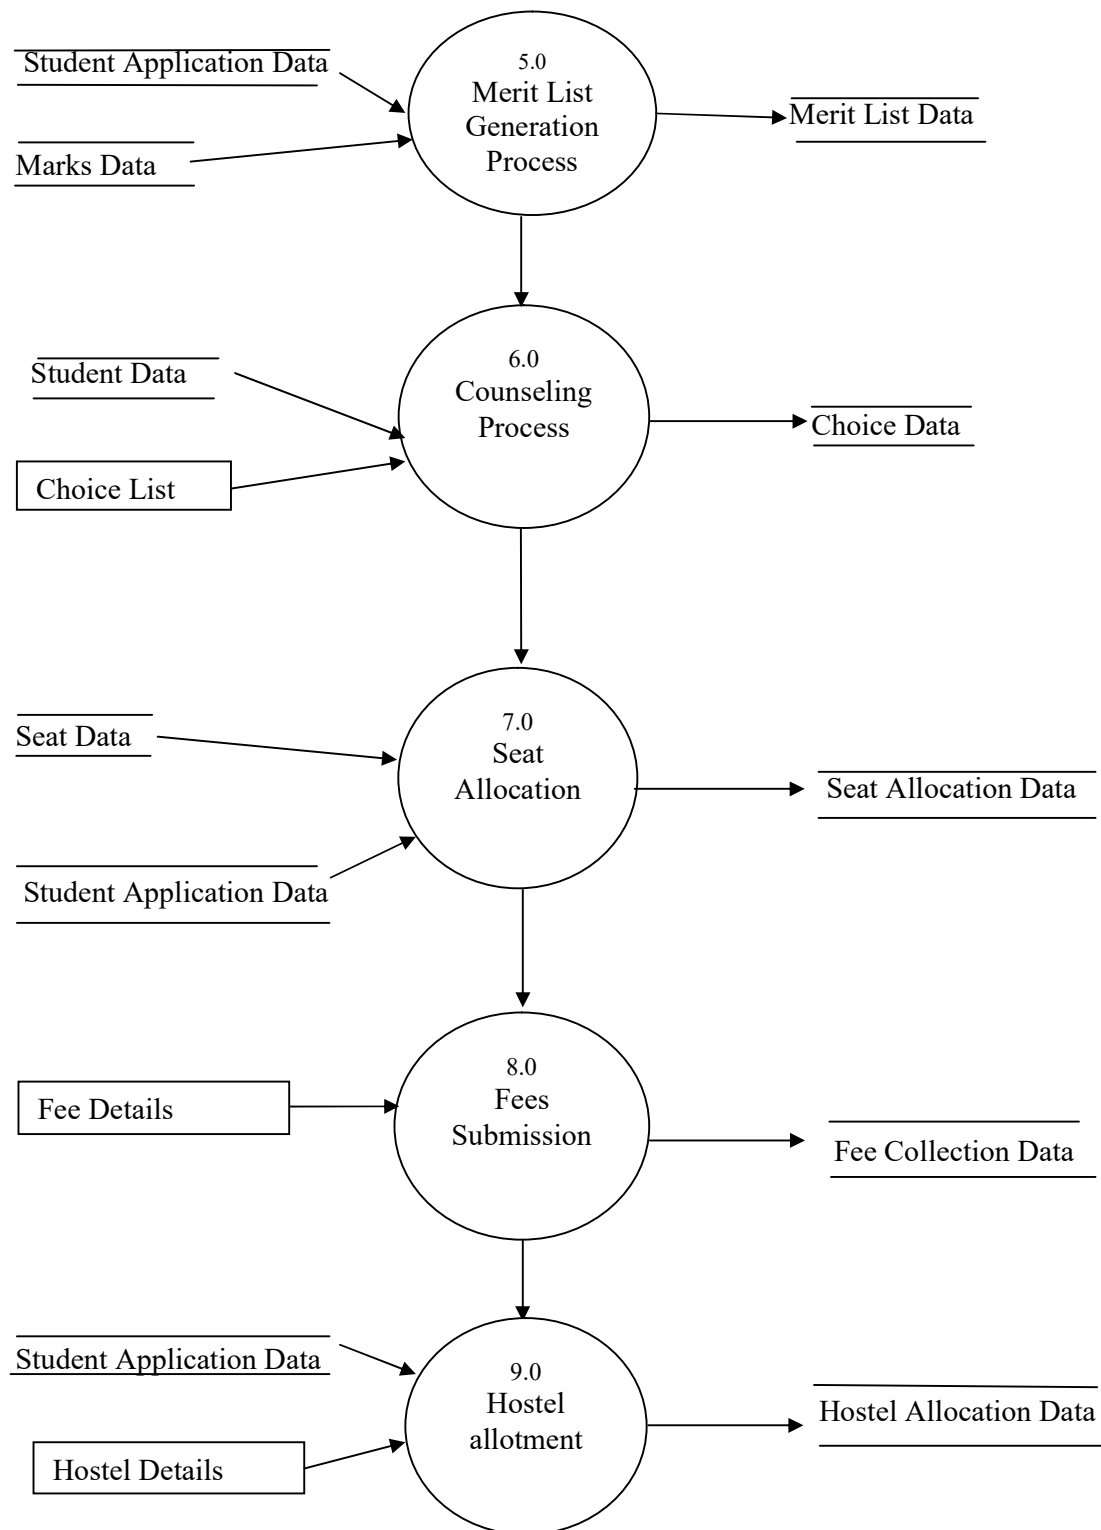 Student Application Data
5.0
Merit List
Generation
Process
Merit List Data
Marks Data
6.0
Counseling
Process
Student Data
Choice Data
Choice List
7.0
Seat
Allocation
Seat Data
Seat Allocation Data
Student Application Data
8.0
Fees
Submission
Fee Details
Fee Collection Data
Student Application Data
9.0
Hostel
allotment
Hostel Allocation Data
Hostel Details